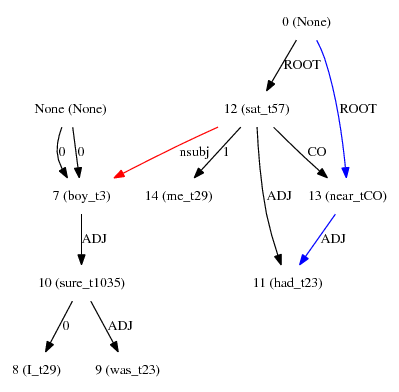 0 (None)
ROOT
ROOT
None (None)
12 (sat_t57)
0
0
nsubj
1
CO
ADJ
7 (boy_t3)
14 (me_t29)
13 (near_tCO)
ADJ
ADJ
10 (sure_t1035)
11 (had_t23)
0
ADJ
8 (I_t29)
9 (was_t23)